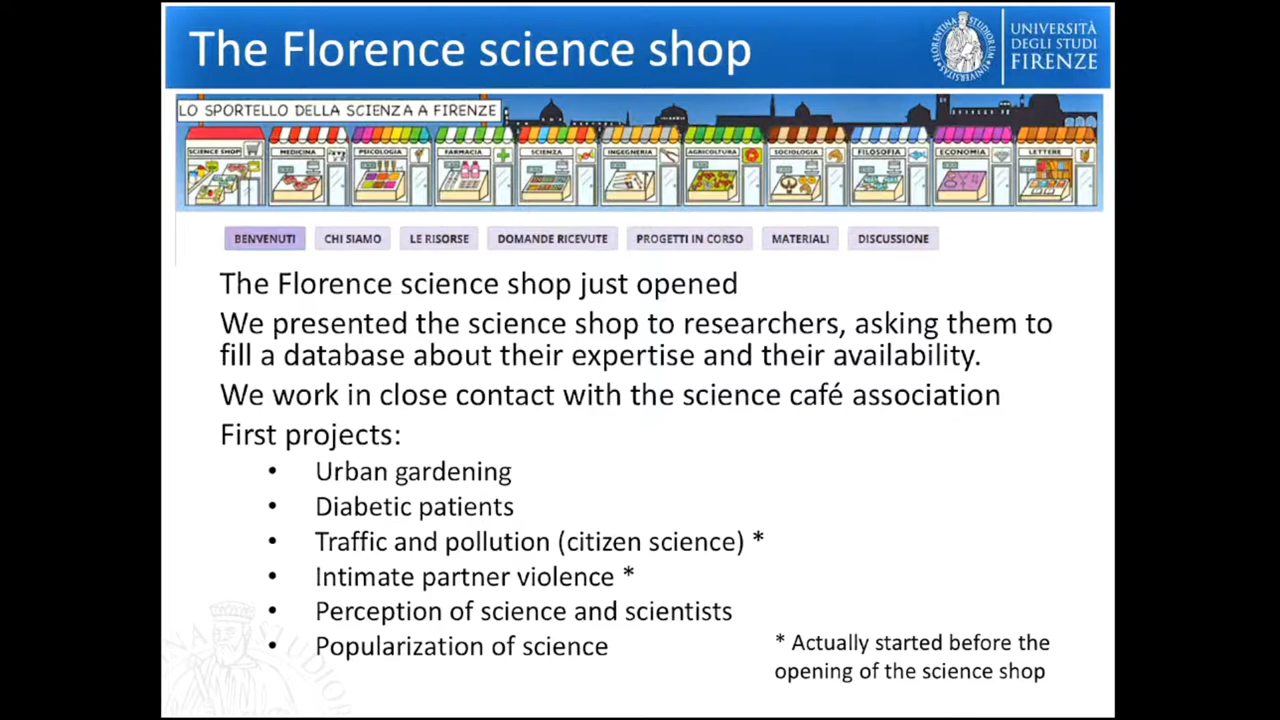 The Florence science shop
UNIVERSITÀ
DEGLI STUDI
FIRENZE
LO SPORTELLO DELLA SCIENZA A FIRENZE
SCIENCE SHOP MEDICINA PSICOLOGIA FARMACIA SCIENZA INGEGNERIA AGRICOLTURA SOCIOLOGIA FILOSOFIA ECONOMIA LETTERE
BENVENUTI CHI SIAMO LE RISORSE DOMANDE RICEVUTE PROGETTI IN CORSO MATERIALI DISCUSSIONE
The Florence science shop just opened
We presented the science shop to researchers, asking them to
fill a database about their expertise and their availability.
We work in close contact with the science café association
First projects:
• Urban gardening
• Diabetic patients
• Traffic and pollution (citizen science) *
• Intimate partner violence *
• Perception of science and scientists
• Popularization of science
* Actually started before the
opening of the science shop